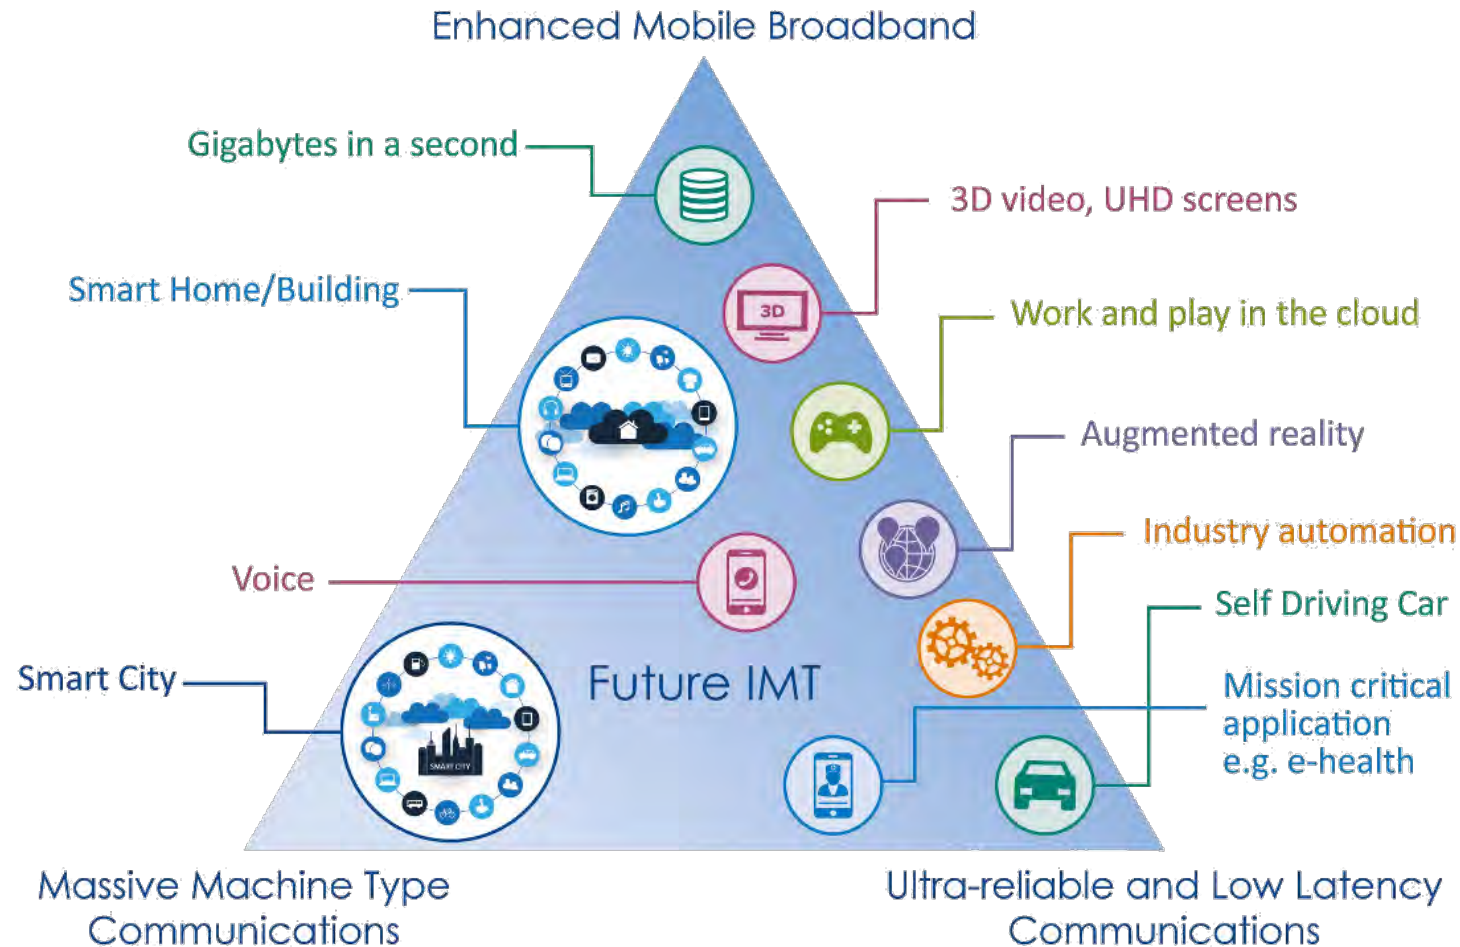 Enhanced Mobile Broadband
Gigabytes in a second
3D video, UHD screens
Smart Home/Building
3D
Work and play in the cloud
Augmented reality
Industry automation
Voice
Self Driving Car
Smart City
Future IMT
Mission critical
application
e.g. e-health
SMART CITY
Massive Machine Type
Communications
Ultra-reliable and Low Latency
Communications